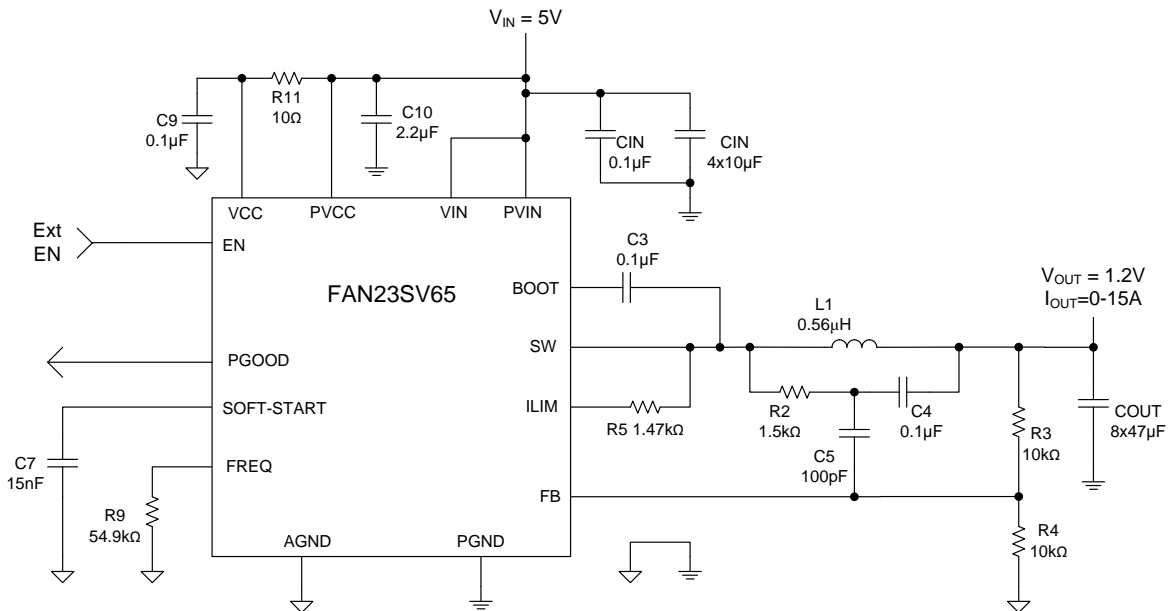 VIN = 5V
R11
10Ω
C9
0.1µF
C10
2.2µF
CIN
0.1µF
CIN
4x10µF
VCC
PVCC
VIN
PVIN
Ext
EN
EN
C3
0.1µF
FAN23SV65
BOOT
VOUT = 1.2V
IOUT=0-15A
L1
0.56µH
SW
PGOOD
SOFT-START
ILIM
R5 1.47kΩ
R2
1.5kΩ
C4
0.1µF
C5
100pF
R3
10kΩ
COUT
8x47µF
C7
15nF
FREQ
R9
54.9kΩ
FB
R4
10kΩ
AGND
PGND